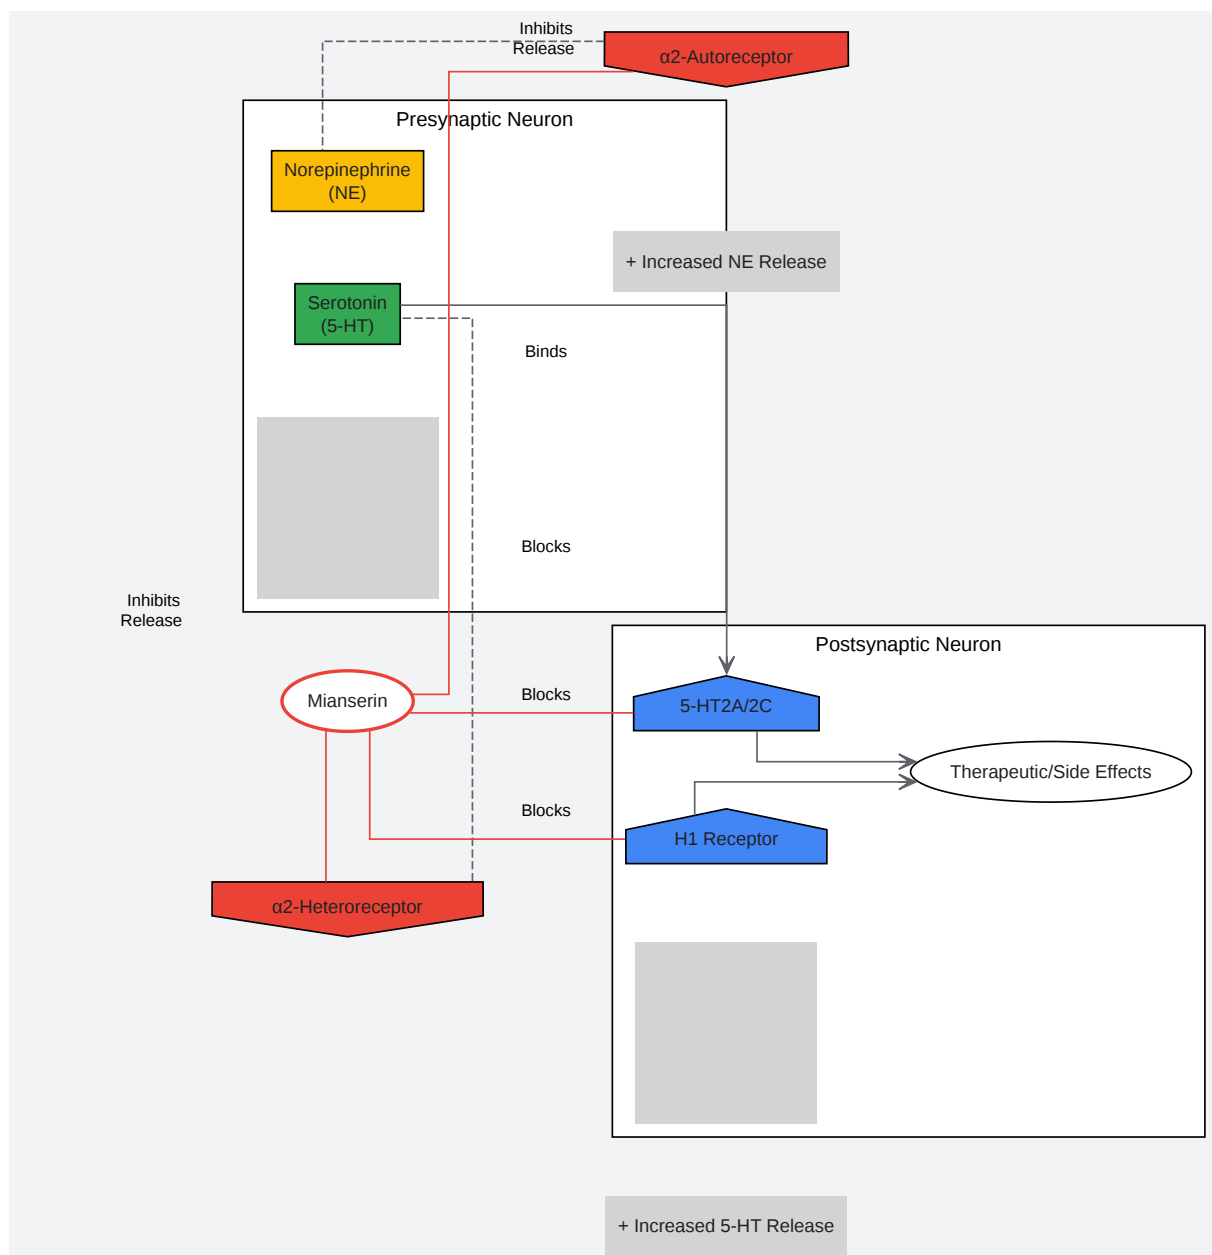 Inhibits
Release
α2-Autoreceptor
Presynaptic Neuron
Norepinephrine
(NE)
+ Increased NE Release
Serotonin
(5-HT)
Binds
Blocks
Inhibits
Release
Postsynaptic Neuron
Mianserin
Blocks
5-HT2A/2C
Therapeutic/Side Effects
Blocks
H1 Receptor
α2-Heteroreceptor
+ Increased 5-HT Release